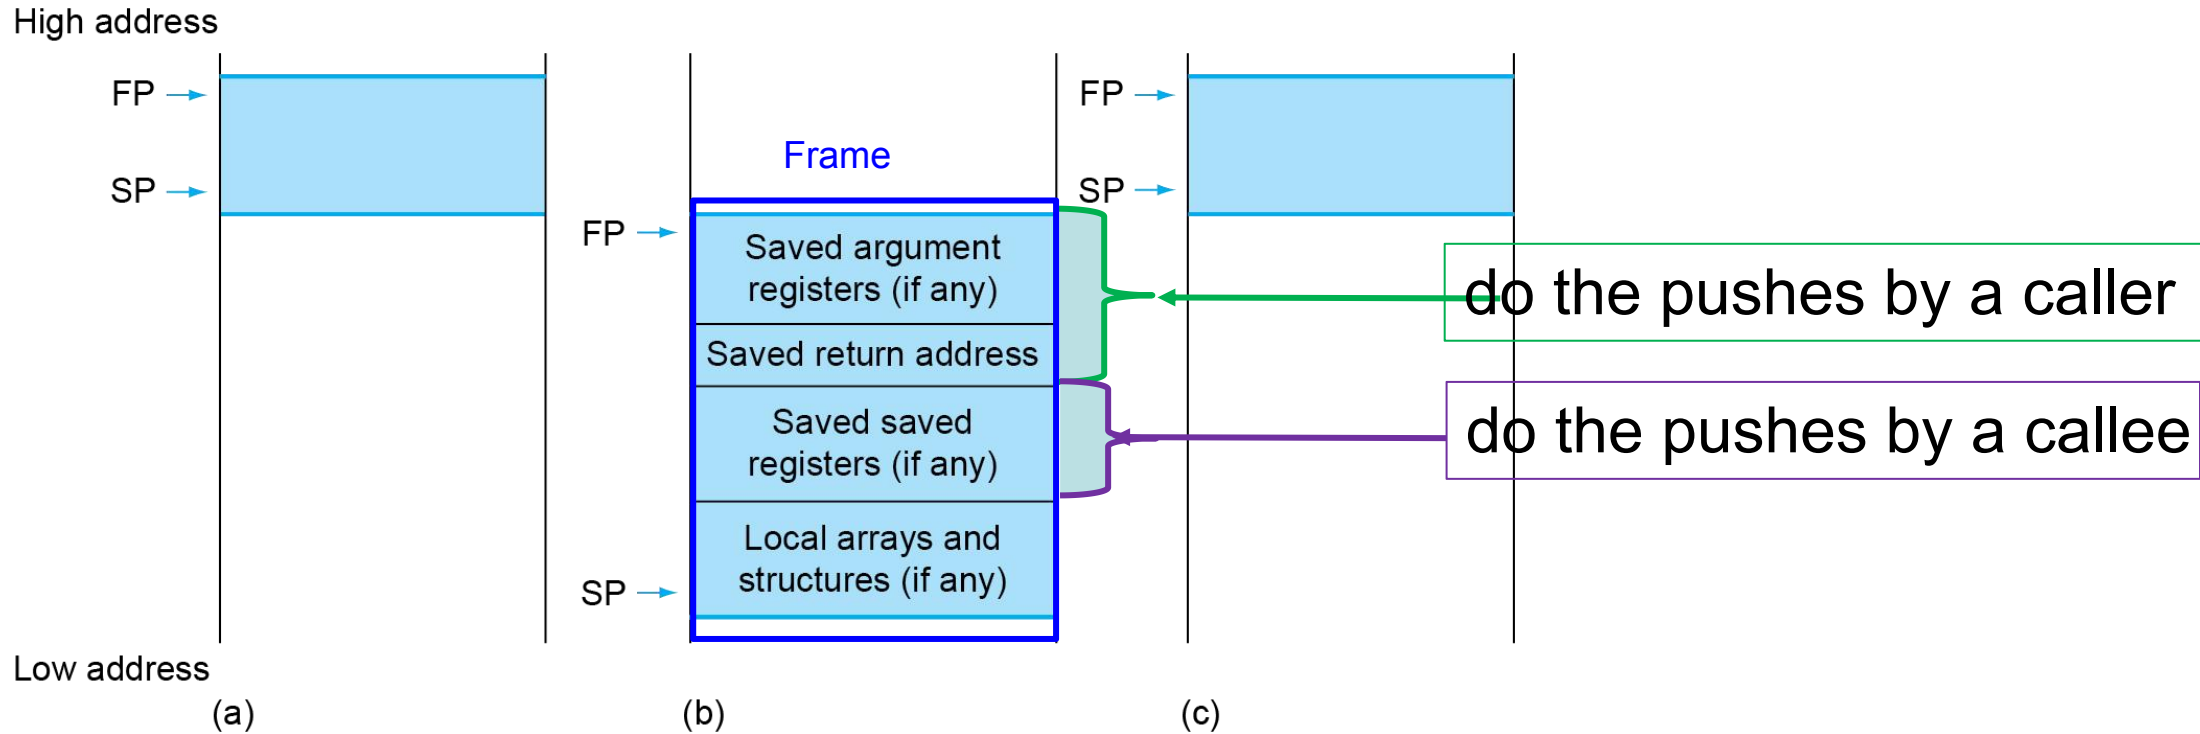 High address
FP
SP
Frame
FP
Saved argument
registers (if any)
Saved return address
Saved saved
registers (if any)
Local arrays and
structures (if any)
SP
FP
SP
do the pushes by a caller
do the pushes by a callee
Low address
(a)
(b)
(c)